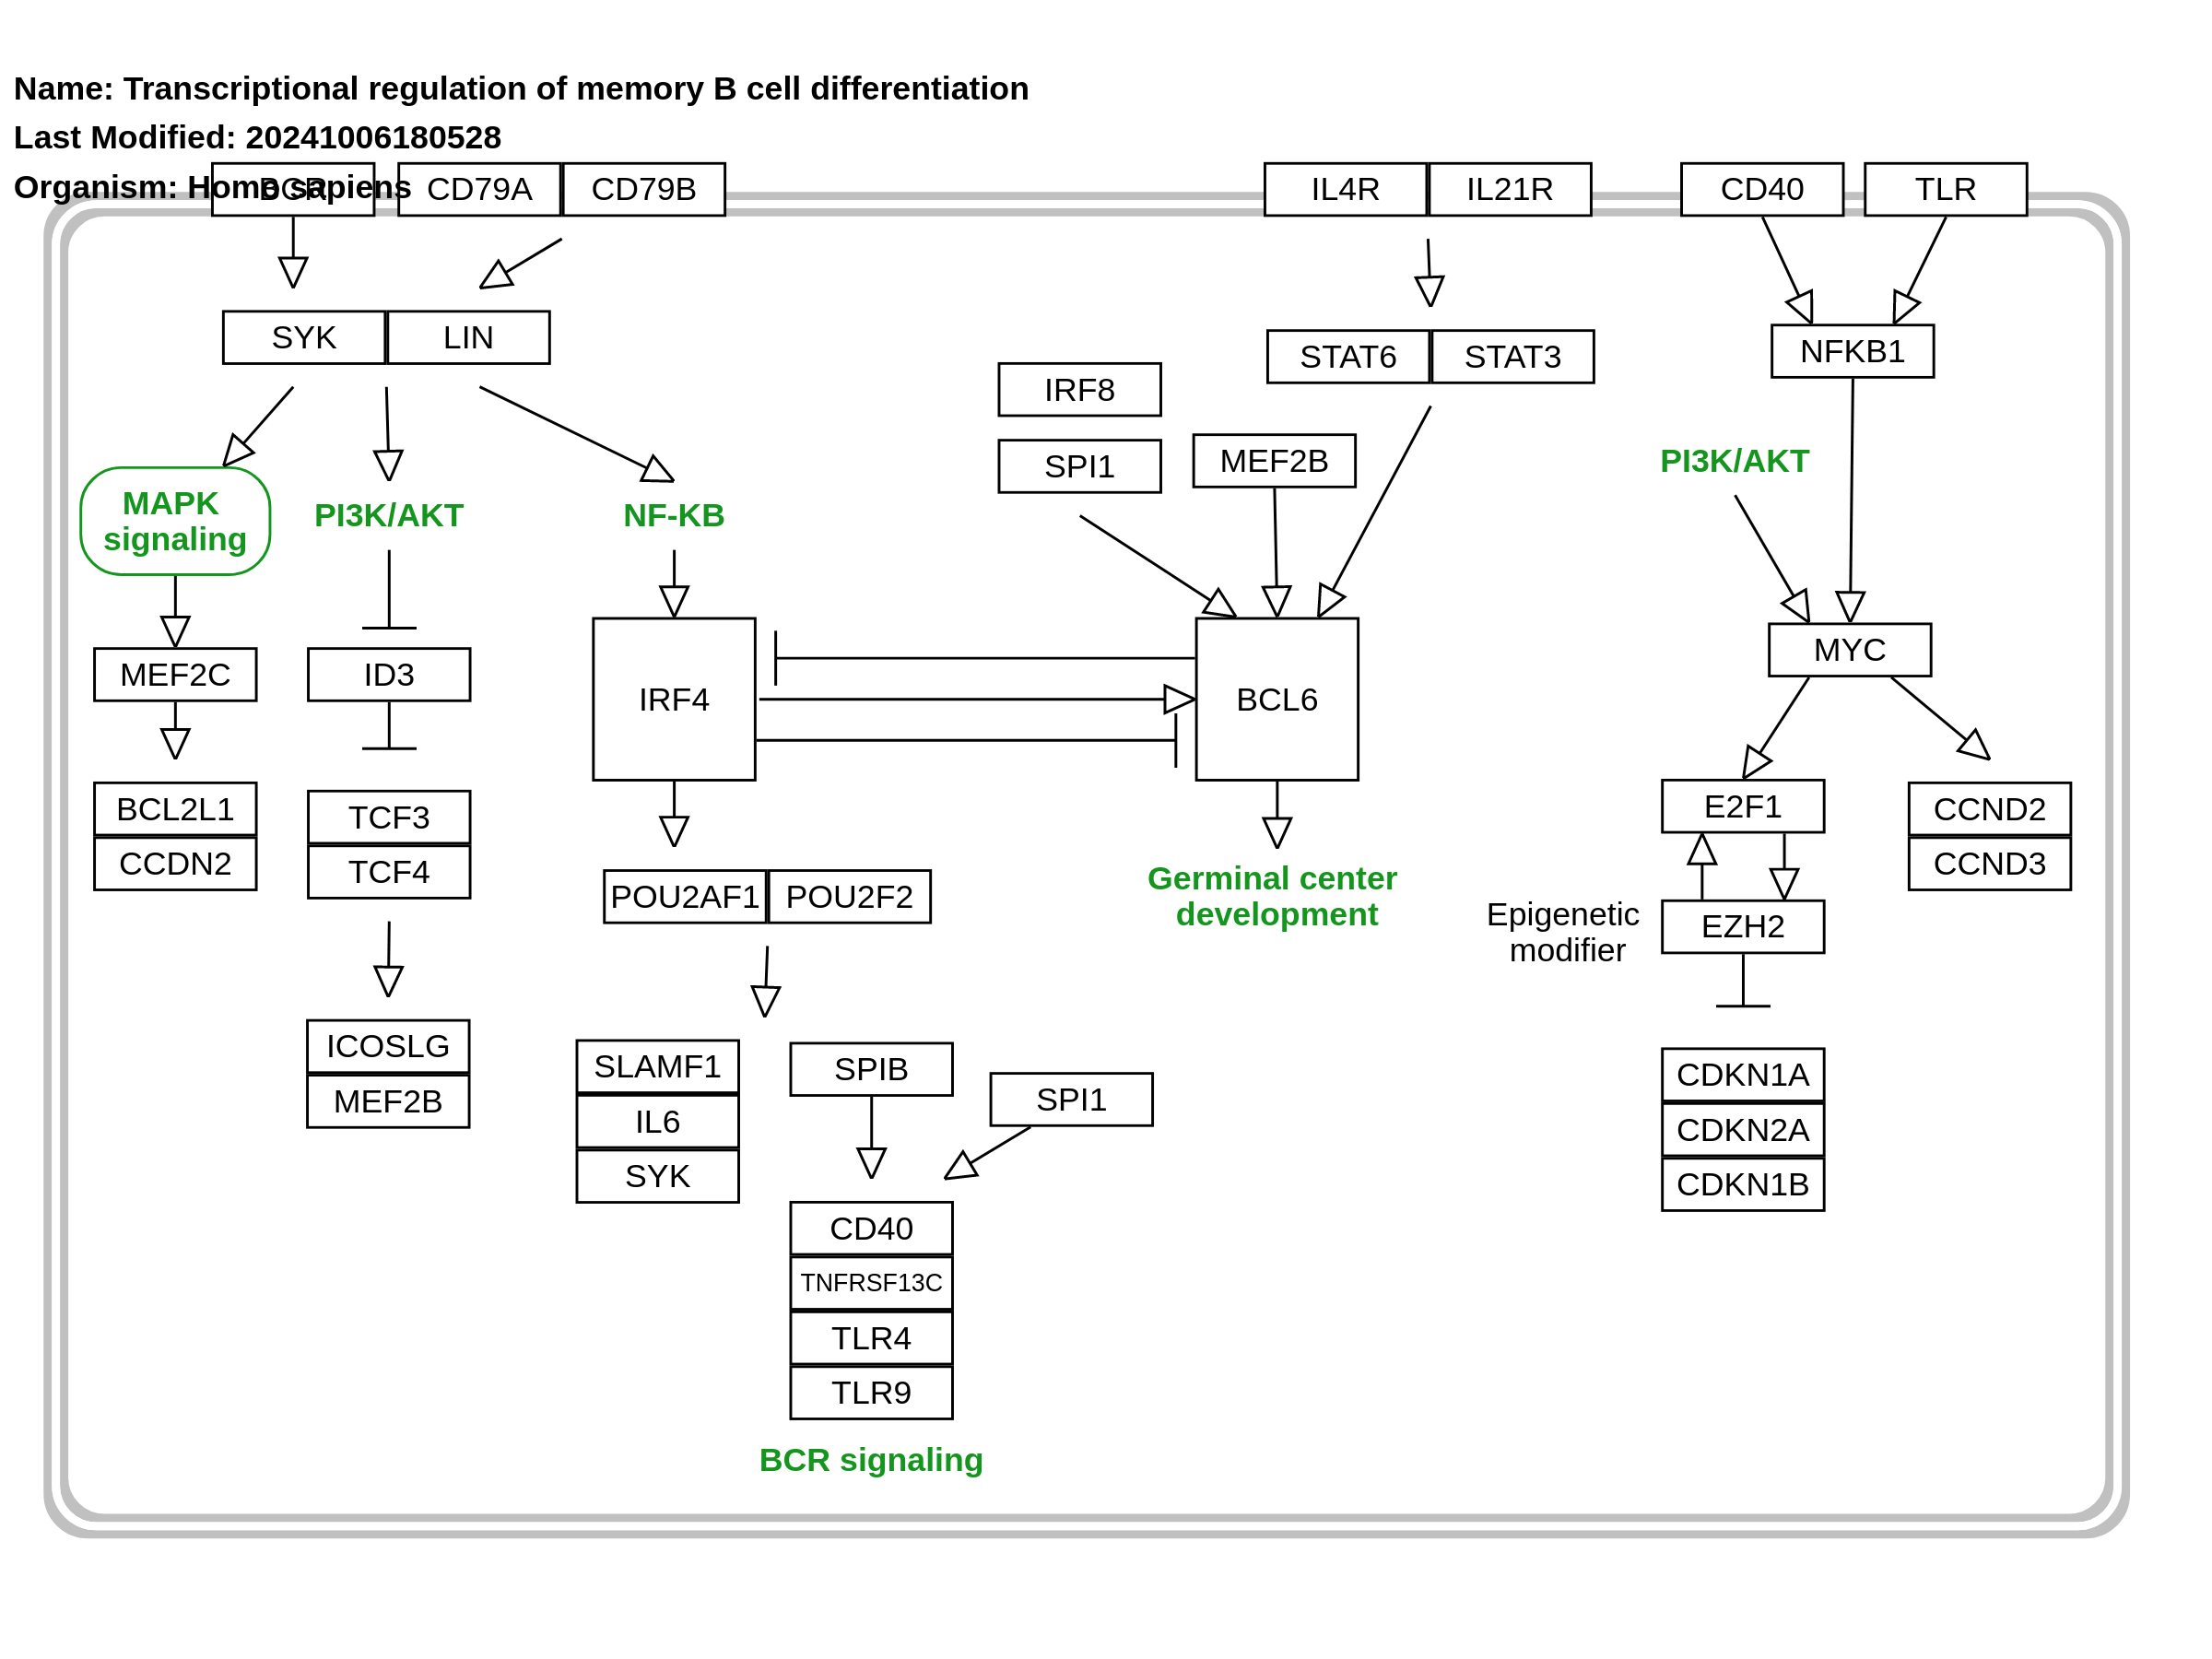 Name: Transcriptional regulation of memory B cell differentiation
Last Modified: 20241006180528
Organism: Homo sapiens
BCR
CD79A
CD79B
IL4R
IL21R
CD40
TLR
SYK
LIN
STAT6
STAT3
NFKB1
IRF8
SPI1
MEF2B
PI3K/AKT
MAPK
signaling
PI3K/AKT
NF-KB
MEF2C
ID3
IRF4
BCL6
MYC
BCL2L1
CCDN2
TCF3
TCF4
E2F1
CCND2
CCND3
POU2AF1
POU2F2
Germinal center
development
Epigenetic
modifier
EZH2
ICOSLG
MEF2B
SLAMF1
IL6
SYK
SPIB
SPI1
CDKN1A
CDKN2A
CDKN1B
CD40
TNFRSF13C
TLR4
TLR9
BCR signaling